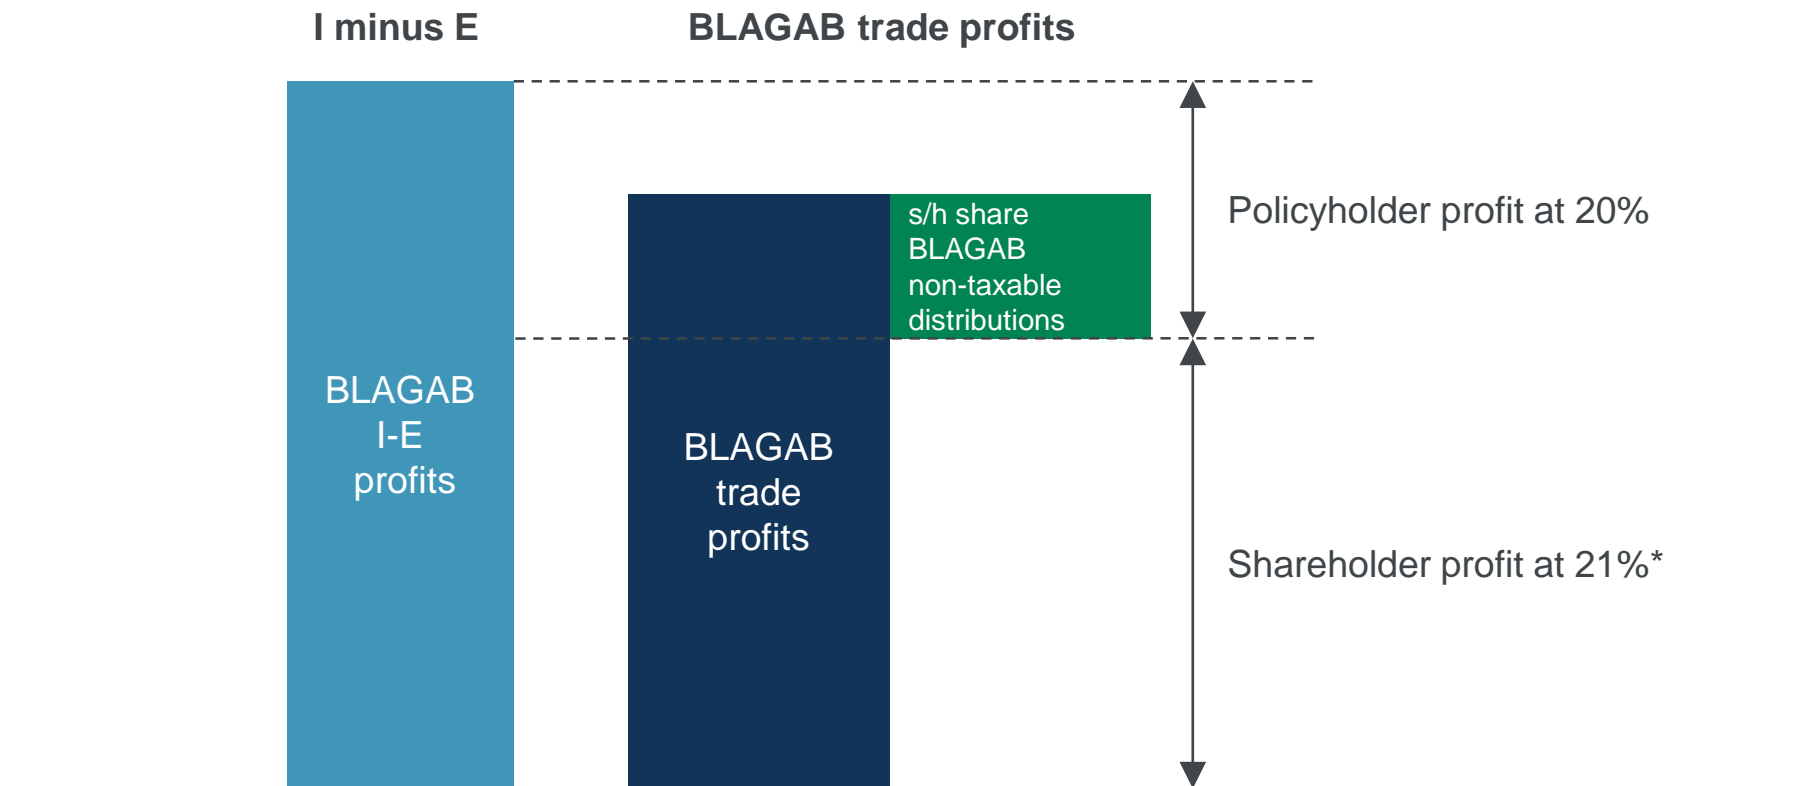 I minus E
BLAGAB trade profits
s/h share
BLAGAB
non-taxable
distributions
Policyholder profit at 20%
BLAGAB
I-E
profits
BLAGAB
trade
profits
Shareholder profit at 21%*